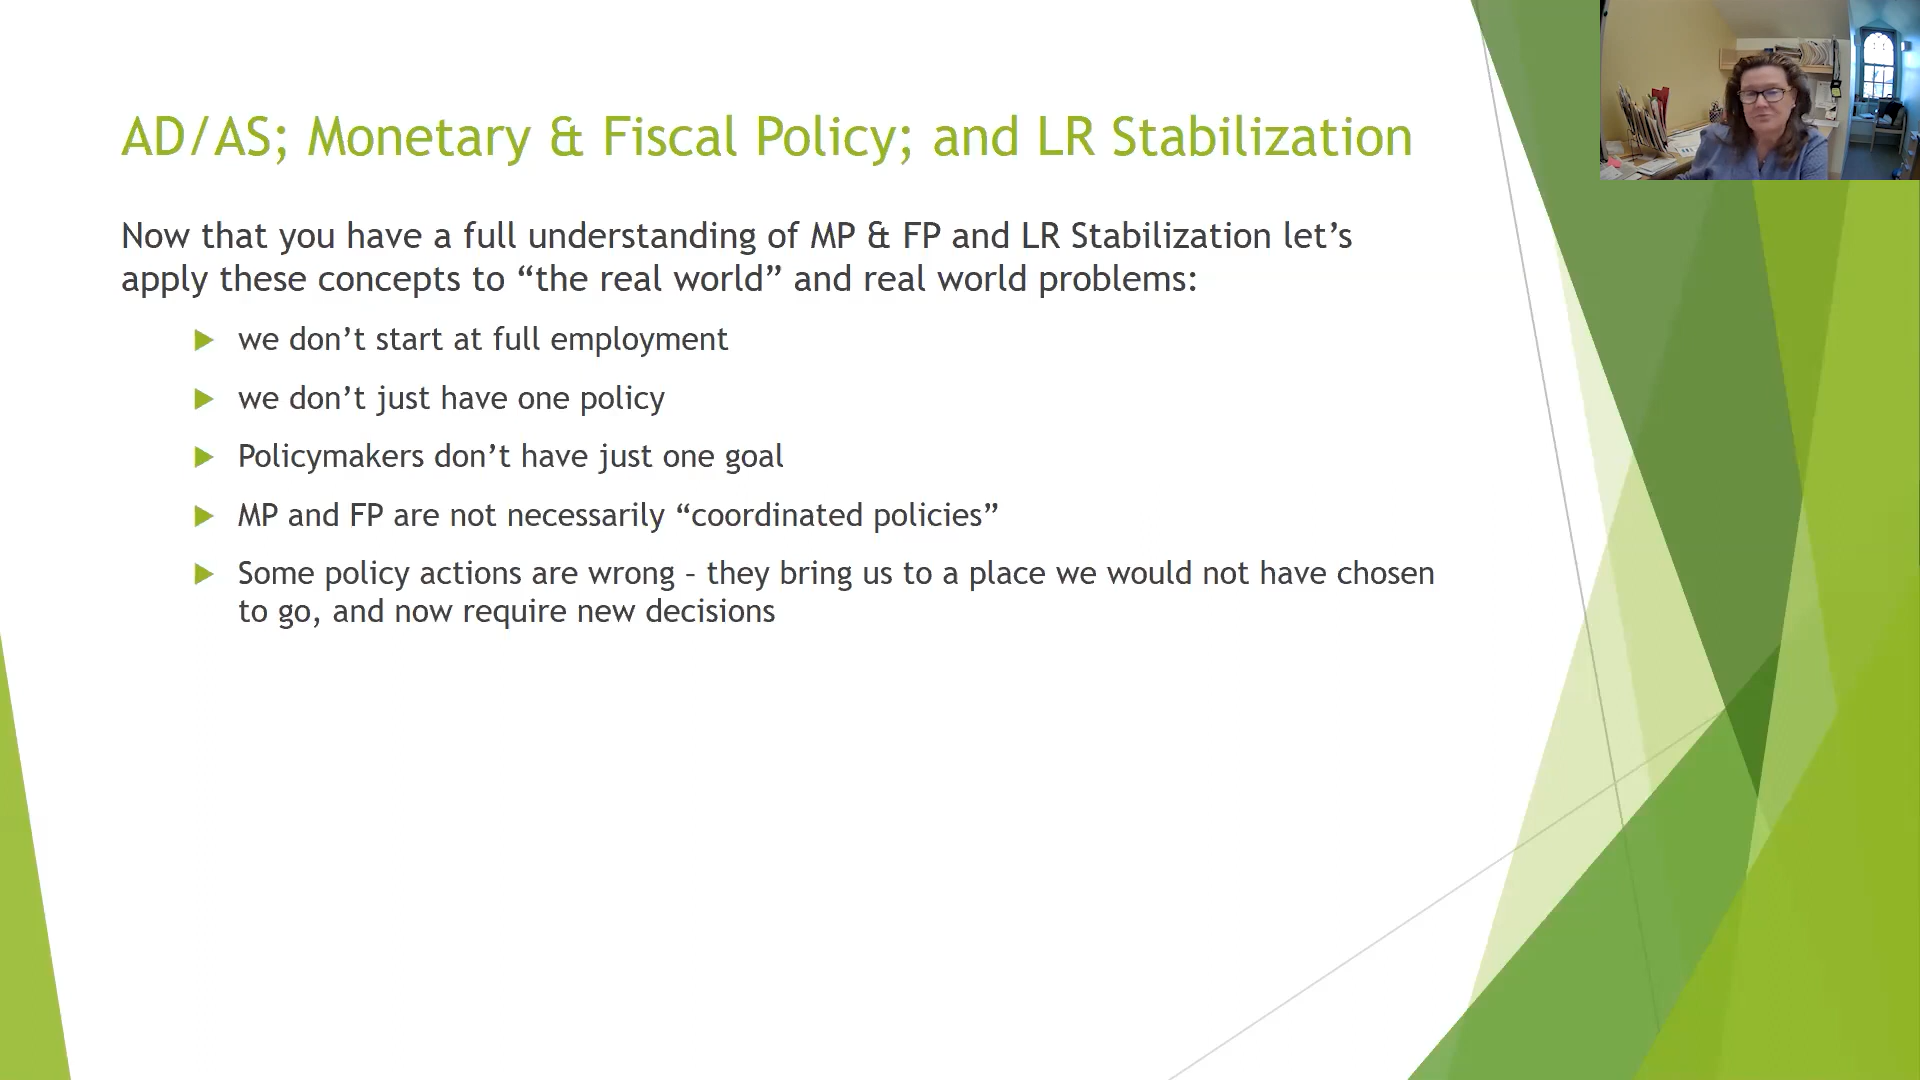 AD/AS; Monetary & Fiscal Policy; and LR Stabilization
Now that you have a full understanding of MP & FP and LR Stabilization let’s
apply these concepts to “the real world” and real world problems:
we don’t start at full employment
we don’t just have one policy
Policymakers don’t have just one goal
MP and FP are not necessarily “coordinated policies”
Some policy actions are wrong – they bring us to a place we would not have chosen
to go, and now require new decisions